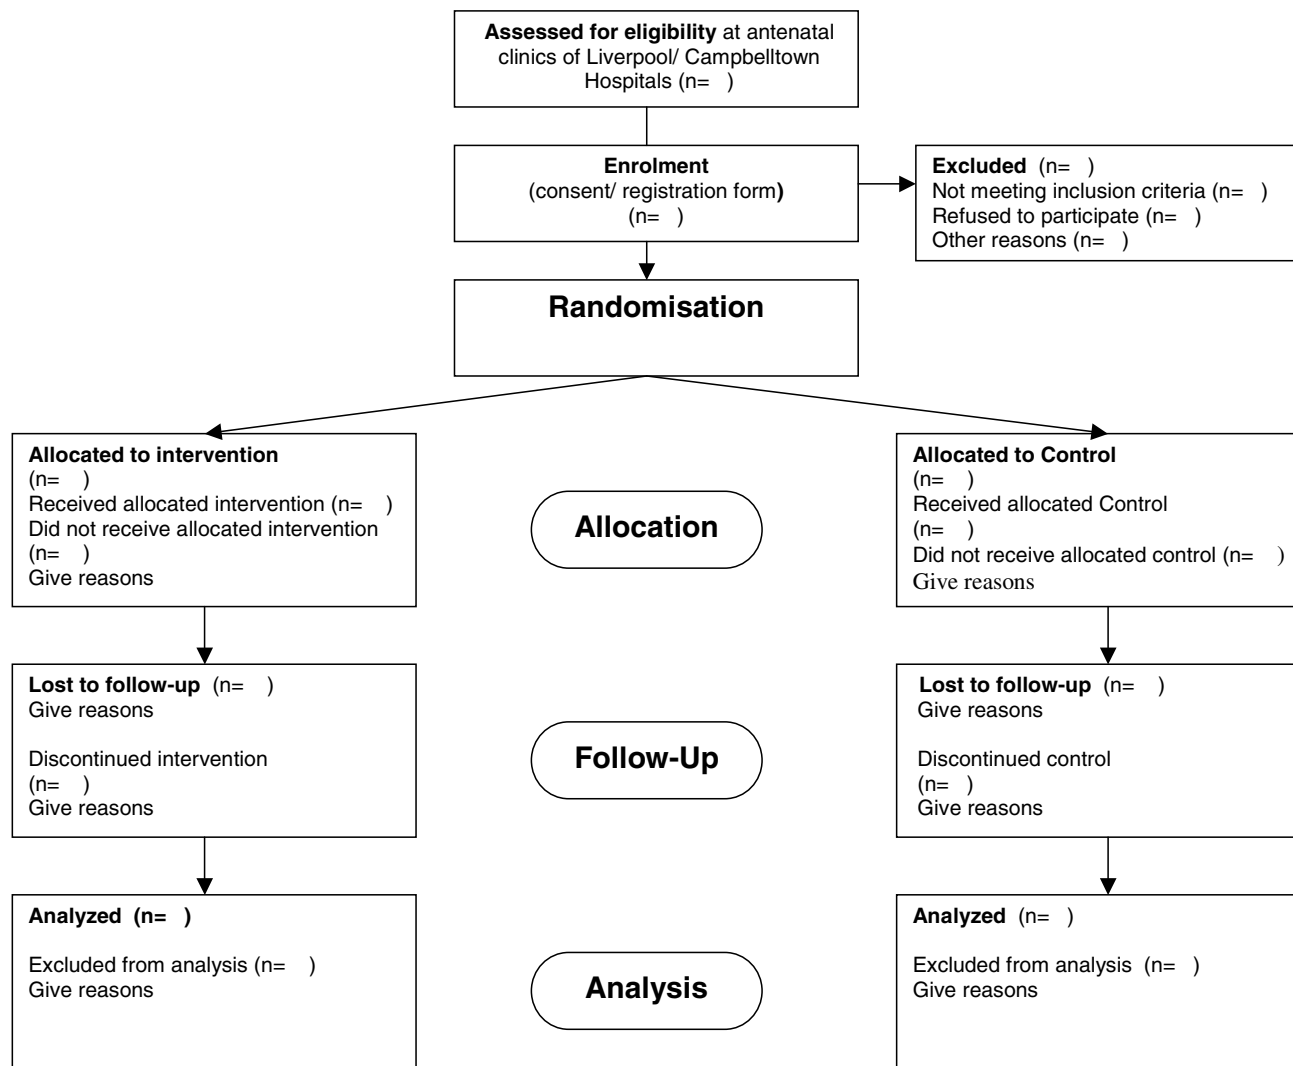 Assessed for eligibility at antenatal
clinics of Liverpool/ Campbelltown
Hospitals (n=   )
Enrolment
(consent/ registration form)
(n=   )
Excluded  (n=   )
Not meeting inclusion criteria (n=   )
Refused to participate (n=   )
Other reasons (n=   )
Randomisation
Allocated to intervention
(n=   )
Received allocated intervention (n=   )
Did not receive allocated intervention
(n=   )
Give reasons
Allocation
Allocated to Control
(n=   )
Received allocated Control
(n=   )
Did not receive allocated control (n=   )
Give reasons
Lost to follow-up  (n=   )
Give reasons
Discontinued intervention
(n=   )
Give reasons
Follow-Up
Lost to follow-up  (n=   )
Give reasons
Discontinued control
(n=   )
Give reasons
Analyzed  (n=   )
Excluded from analysis (n=   )
Give reasons
Analysis
Analyzed  (n=   )
Excluded from analysis  (n=   )
Give reasons